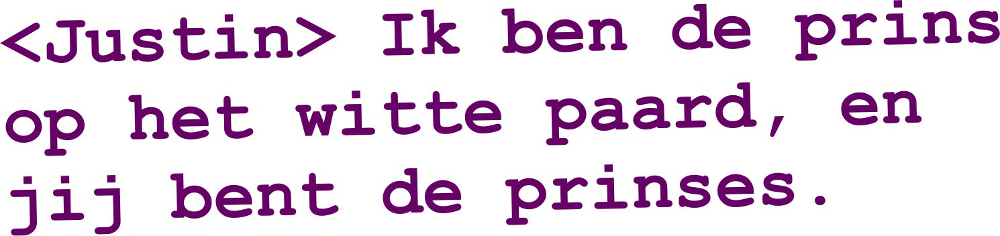 <Justin> Ik ben de prins
op het witte paard, en
jij bent de prinses.